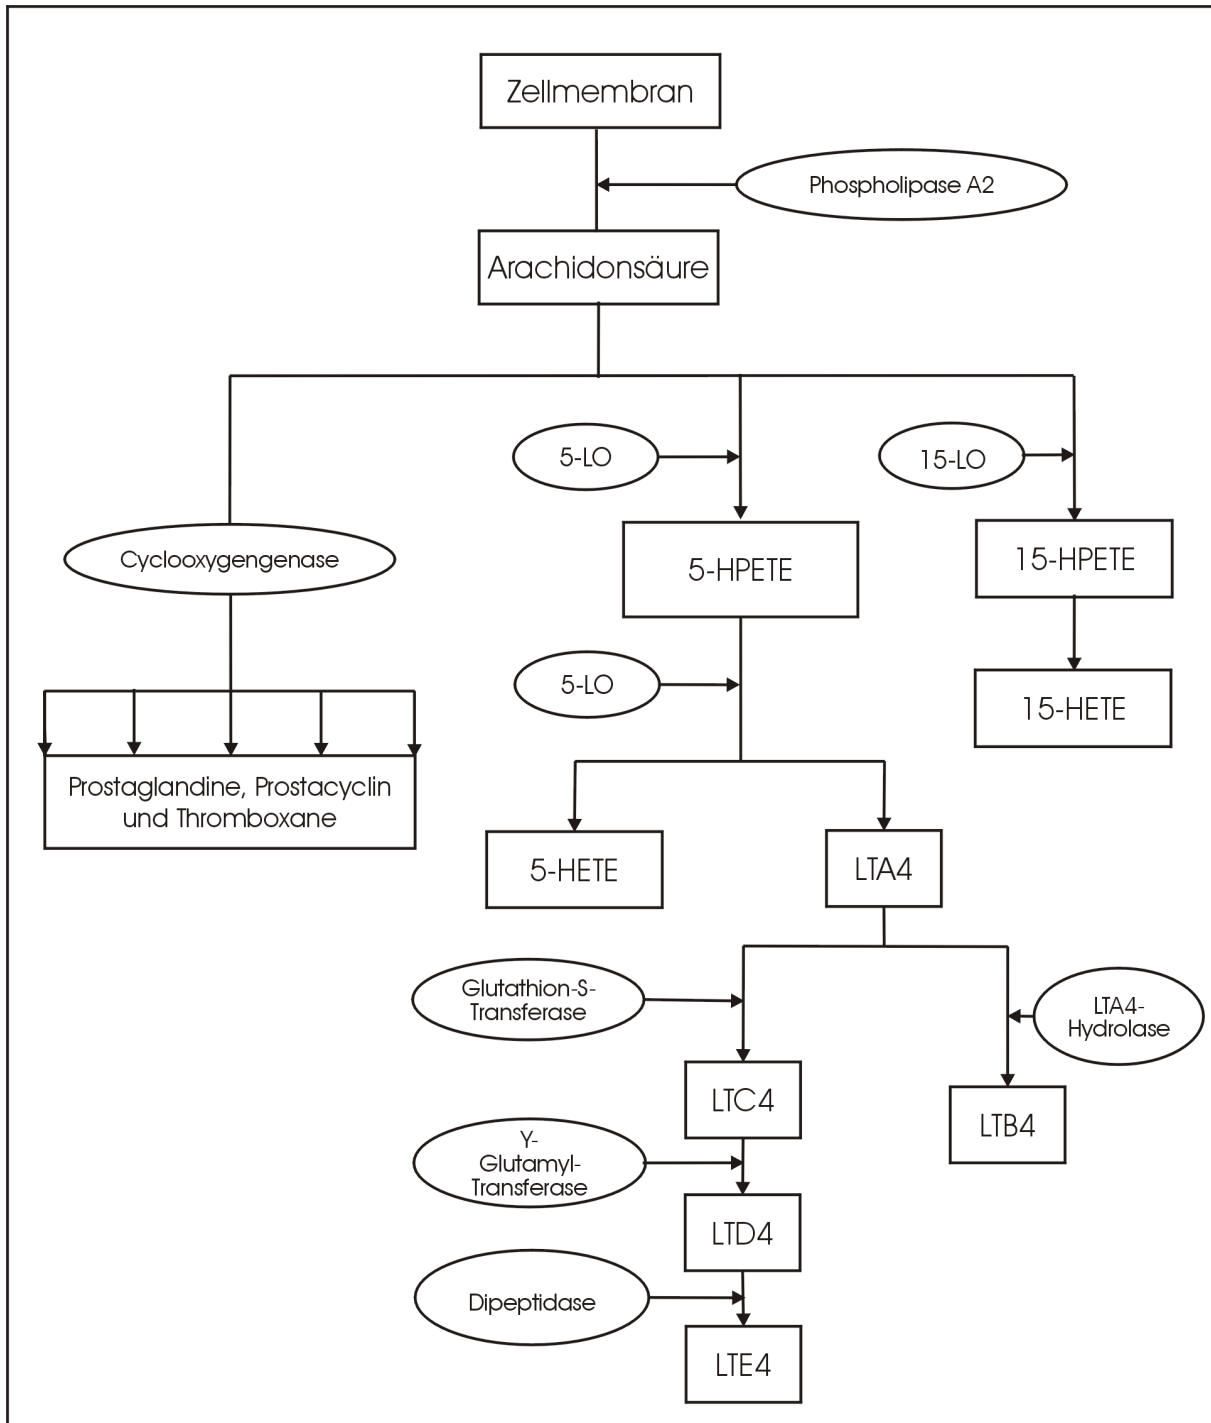 Zellmembran
Phospholipase A2
Arachidonsäure
5-LO
15-LO
Cyclooxygengenase
5-HPETE
15-HPETE
5-LO
15-HETE
Prostaglandine, Prostacyclin
und Thromboxane
5-HETE
LTA4
Glutathion-S-
Transferase
LTA4-
Hydrolase
LTC4
LTB4
Y-
Glutamyl-
Transferase
LTD4
Dipeptidase
LTE4